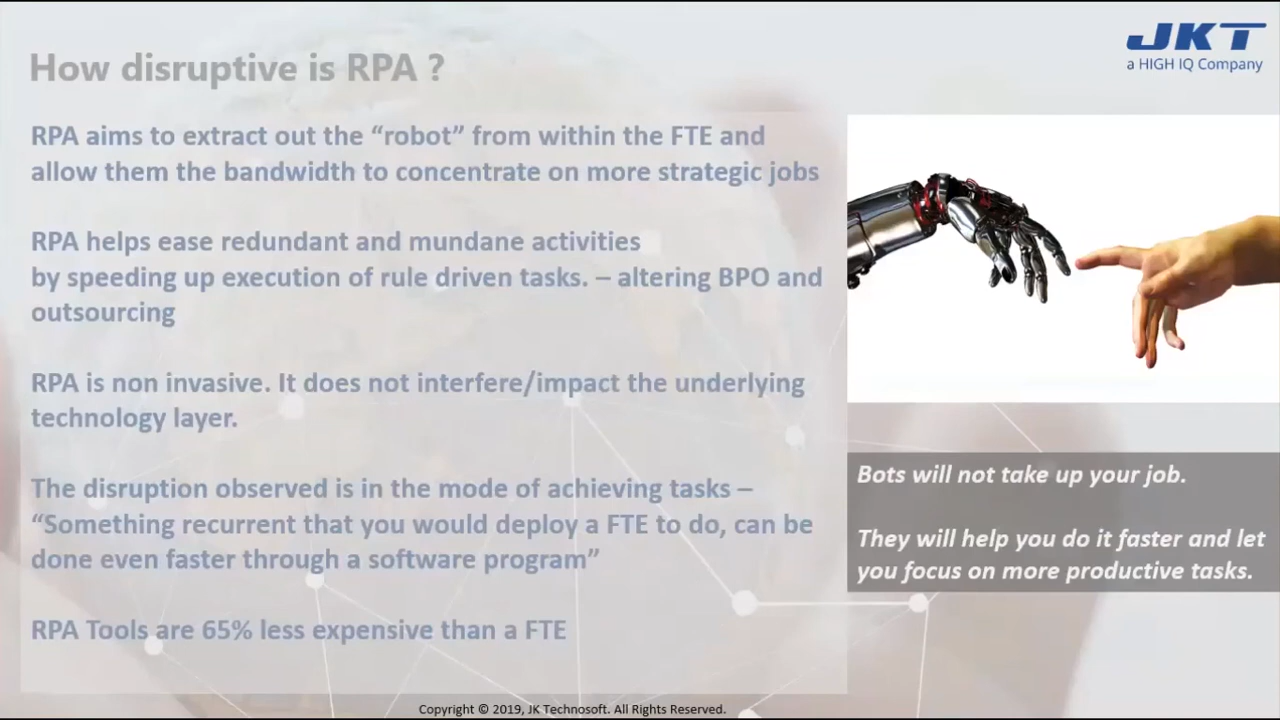 JKT
a HIGH IQ Company
How disruptive is RPA ?
RPA aims to extract out the “robot” from within the FTE and
allow them the bandwidth to concentrate on more strategic jobs
RPA helps ease redundant and mundane activities
by speeding up execution of rule driven tasks. – altering BPO and
outsourcing
RPA is non invasive. It does not interfere/impact the underlying
technology layer.
The disruption observed is in the mode of achieving tasks –
“Something recurrent that you would deploy a FTE to do, can be
done even faster through a software program”
RPA Tools are 65% less expensive than a FTE
Bots will not take up your job.
They will help you do it faster and let
you focus on more productive tasks.
Copyright © 2019, JK Technosoft. All Rights Reserved.